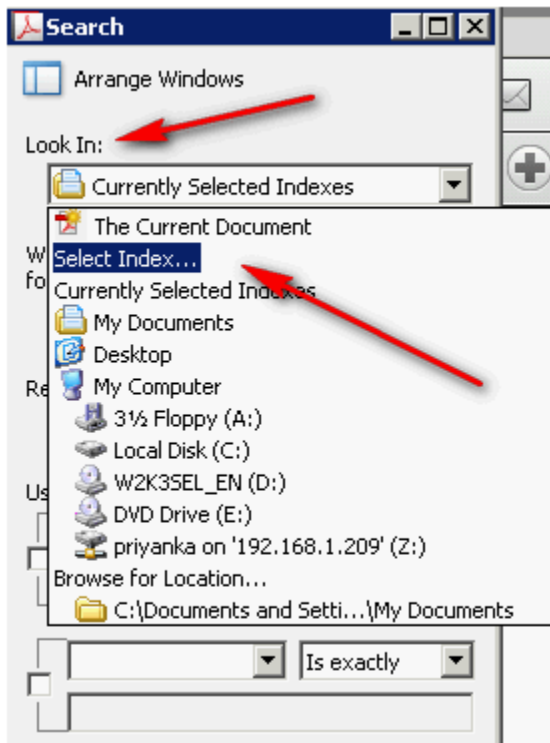 Search
Arrange Windows
Look In:
Currently Selected Indexes
The Current Document
Select Index...
Currently Selected Indexes
My Documents
Desktop
My Computer
3½ Floppy (A:)
Local Disk (C:)
W2K3SEL_EN (D:)
DVD Drive (E:)
priyanka on '192.168.1.209' (Z:)
Browse for Location...
C:\Documents and Setti...\My Documents
Is exactly